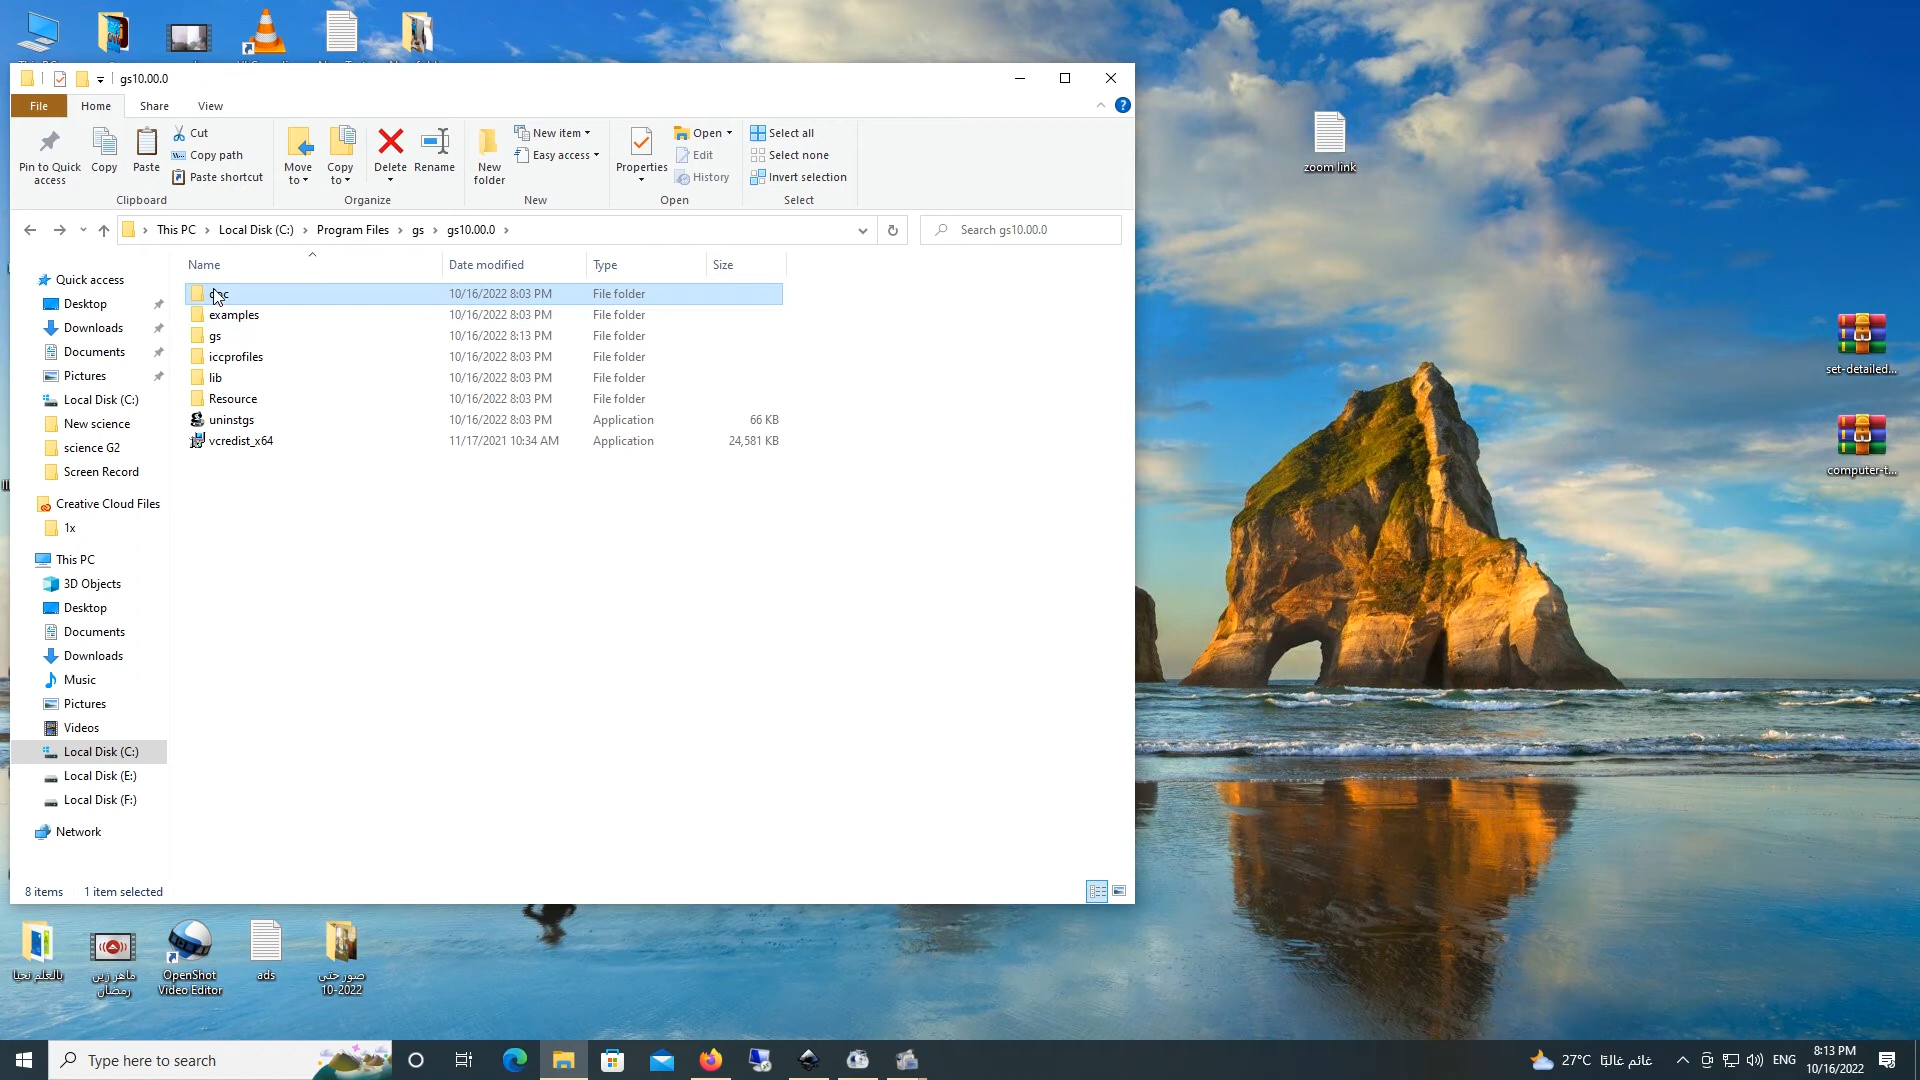 gs10.00.0
File
Home
Share
View
Pin to Quick access
Copy
Paste
Cut
Copy path
Paste shortcut
Clipboard
Move to
Copy to
Delete
Rename
Organize
New folder
New item
Easy access
New
Properties
Open
Edit
History
Open
Select all
Select none
Invert selection
Select
This PC > Local Disk (C:) > Program Files > gs > gs10.00.0 >
Search gs10.00.0
Name Date modified Type Size
10/16/2022 8:03 PM File folder
examples 10/16/2022 8:03 PM File folder
gs 10/16/2022 8:13 PM File folder
iccprofiles 10/16/2022 8:03 PM File folder
lib 10/16/2022 8:03 PM File folder
Resource 10/16/2022 8:03 PM File folder
uninstgs 10/16/2022 8:03 PM Application 66 KB
vcredist_x64 11/17/2021 10:34 AM Application 24,581 KB
Quick access
Desktop
Downloads
Documents
Pictures
Local Disk (C:)
New science
science G2
Screen Record
Creative Cloud Files
1x
This PC
3D Objects
Desktop
Documents
Downloads
Music
Pictures
Videos
Local Disk (C:)
Local Disk (E:)
Local Disk (F:)
Network
8 items
1 item selected
zoom link
set-detailed...
computer-t...
بالعلم نحيا
ماهر زين
رمضان
OpenShot
Video Editor
ads
صور حتى
10-2022
Type here to search
27°C غائم غالبًا
ENG
8:13 PM
10/16/2022